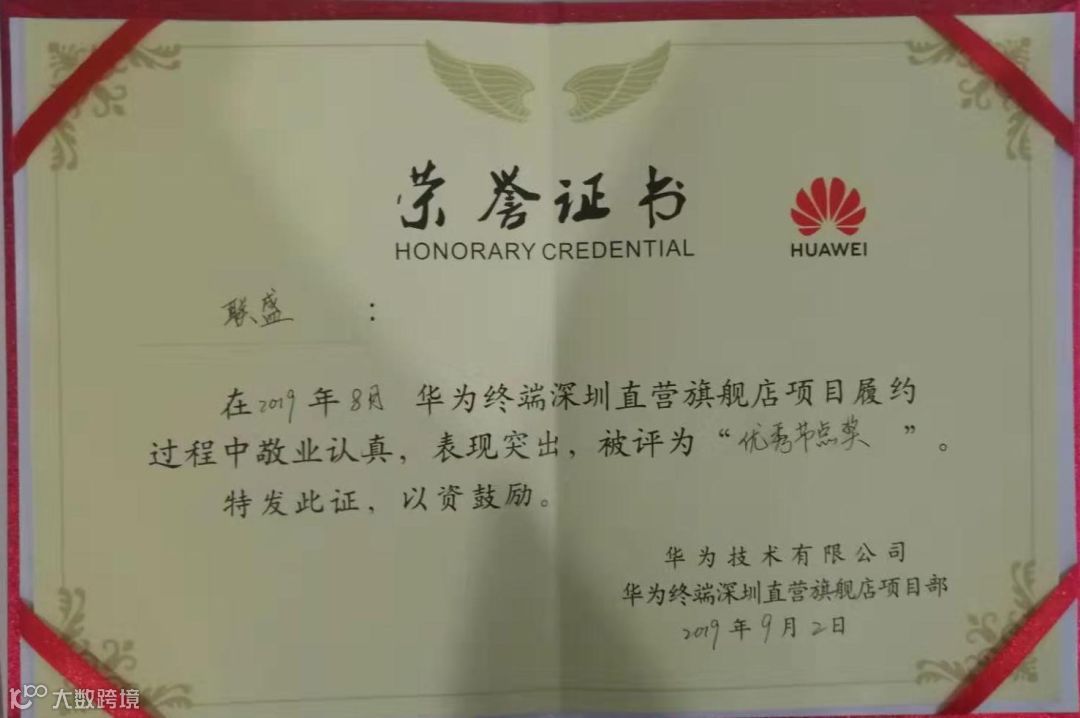 荣誉证书
HONORARY CREDENTIAL
HUAWEI
联盛 :
在2019年8月 华为终端深圳直营旗舰店项目履约
过程中敬业认真，表现突出，被评为“优秀节点奖”。
特发此证，以资鼓励。
华为技术有限公司
华为终端深圳直营旗舰店项目部
2019年9月2日
大数跨境